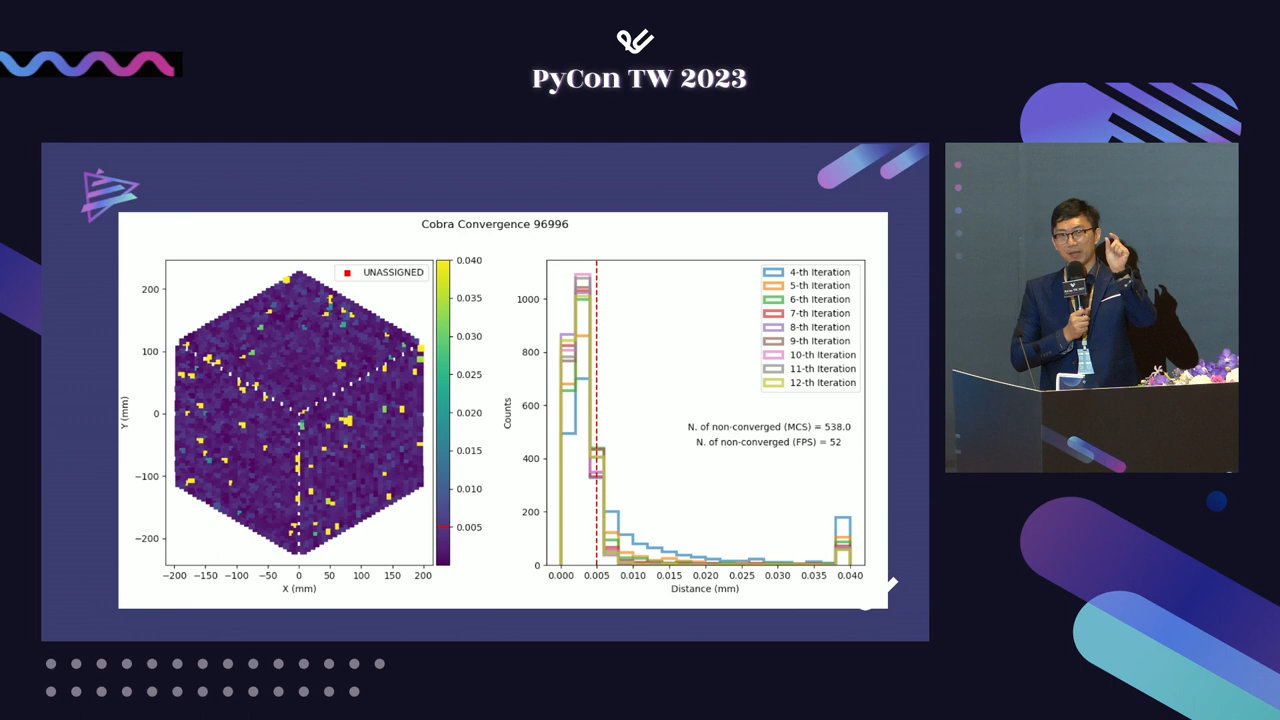 PyCon TW 2023
Cobra Convergence 96996
UNASSIGNED
Y (mm)
200
100
0
−100
−200
−200 −150 −100 −50 0 50 100 150 200
X (mm)
0.040
0.035
0.030
0.025
0.020
0.015
0.010
0.005
Counts
1000
800
600
400
200
0
4-th Iteration
5-th Iteration
6-th Iteration
7-th Iteration
8-th Iteration
9-th Iteration
10-th Iteration
11-th Iteration
12-th Iteration
N. of non-converged (MCS) = 538.0
N. of non-converged (FPS) = 52
0.000 0.005 0.010 0.015 0.020 0.025 0.030 0.035 0.040
Distance (mm)